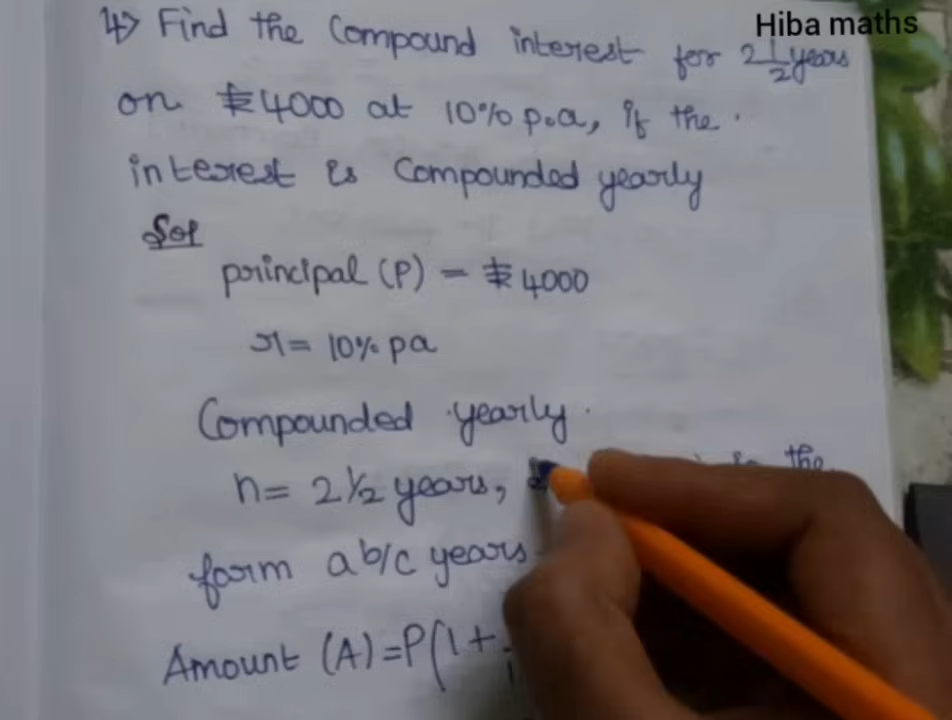 Hiba maths
4) Find the Compound interest for 2 1/2 years
on ₹4000 at 10% p.a, if the
interest is Compounded yearly
Sol
principal (P) = ₹4000
r = 10% pa
Compounded yearly
n = 2 1/2 years, the
form a b/c years
Amount (A) = P(1+